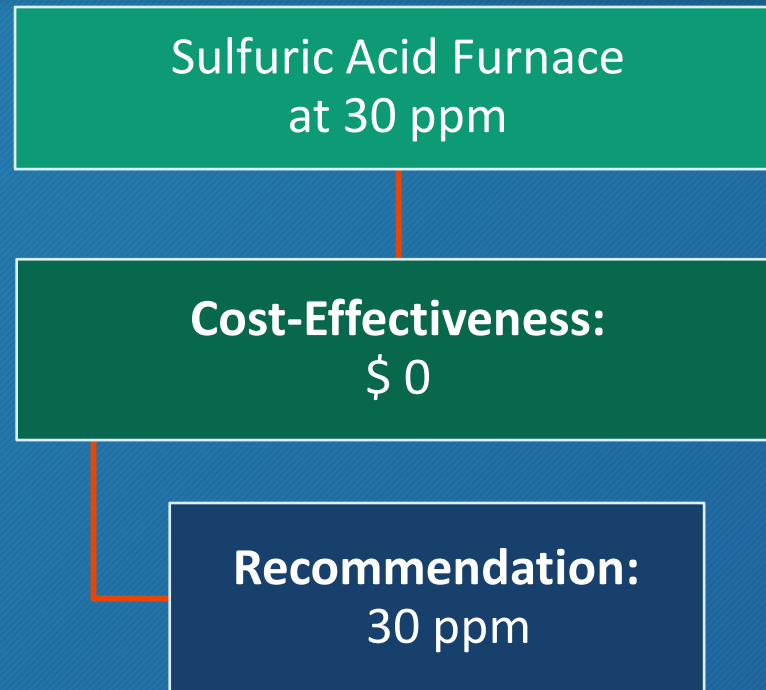 Sulfuric Acid Furnace
at 30 ppm
Cost-Effectiveness:
$ 0
Recommendation:
30 ppm